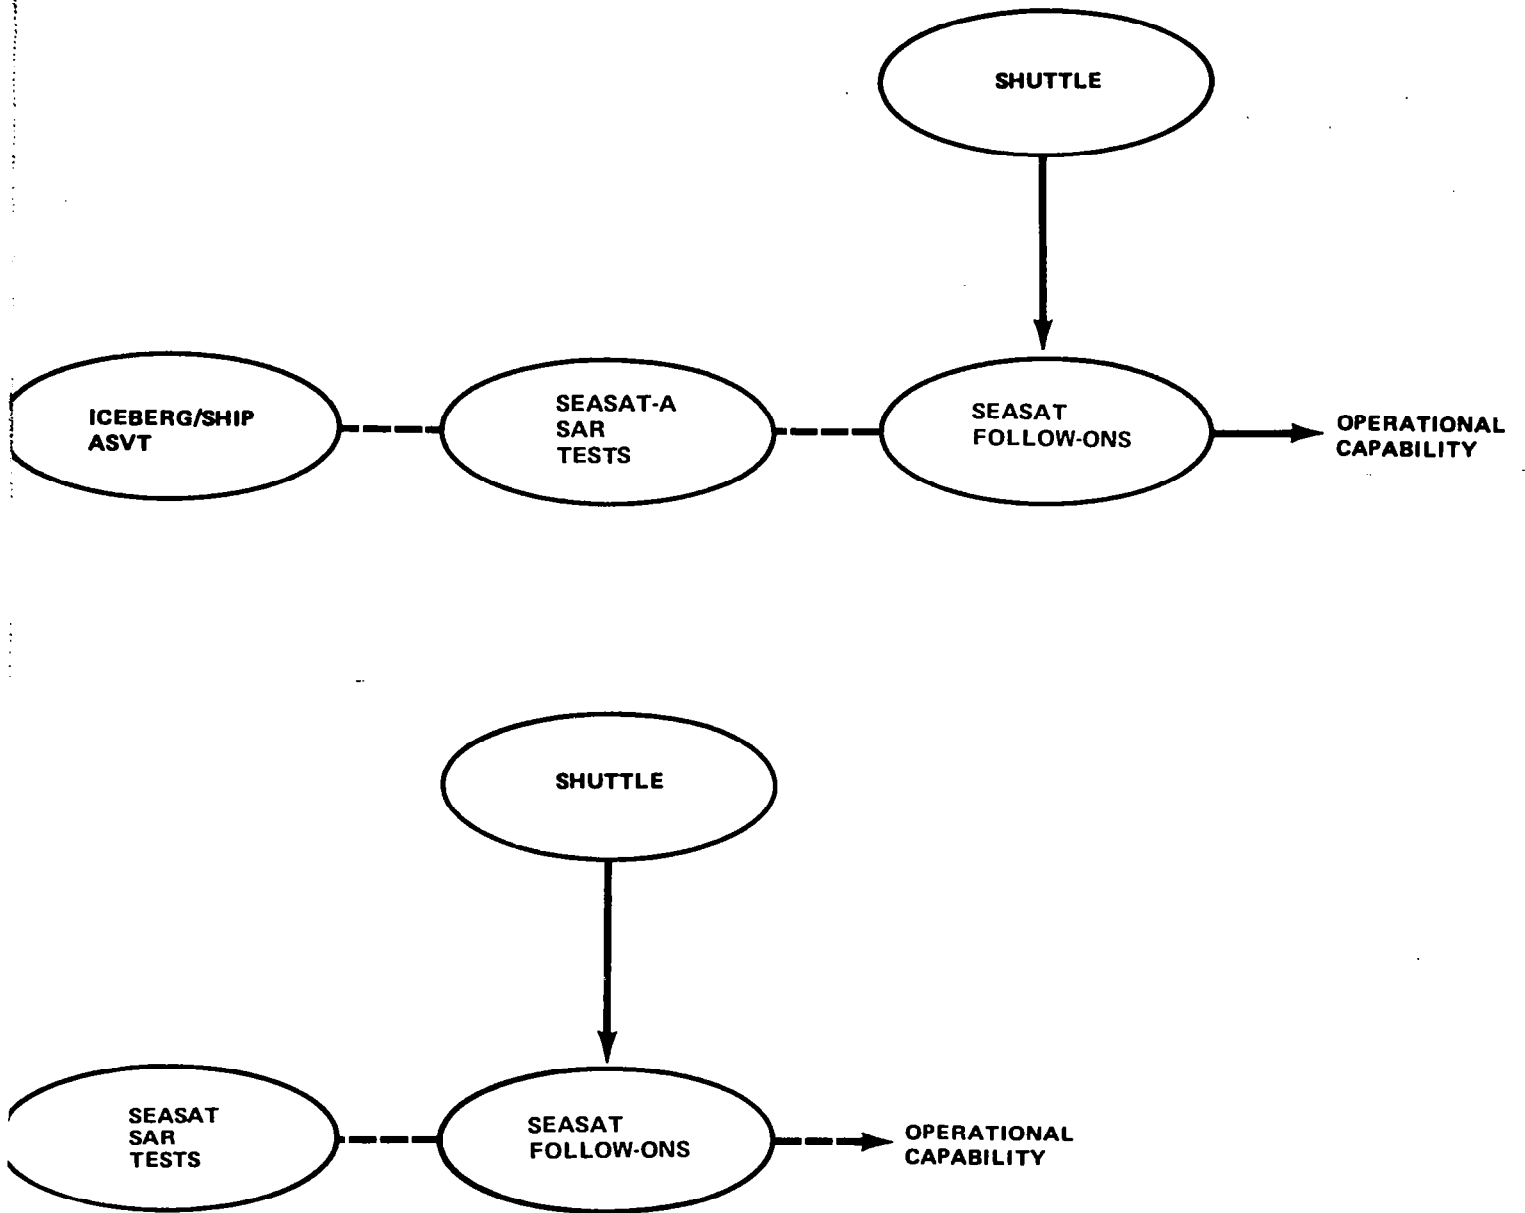 SHUTTLE
ICEBERG/SHIP
ASVT
SEASAT-A
SAR
TESTS
SEASAT
FOLLOW-ONS
OPERATIONAL
CAPABILITY
SHUTTLE
SEASAT
SAR
TESTS
SEASAT
FOLLOW-ONS
OPERATIONAL
CAPABILITY